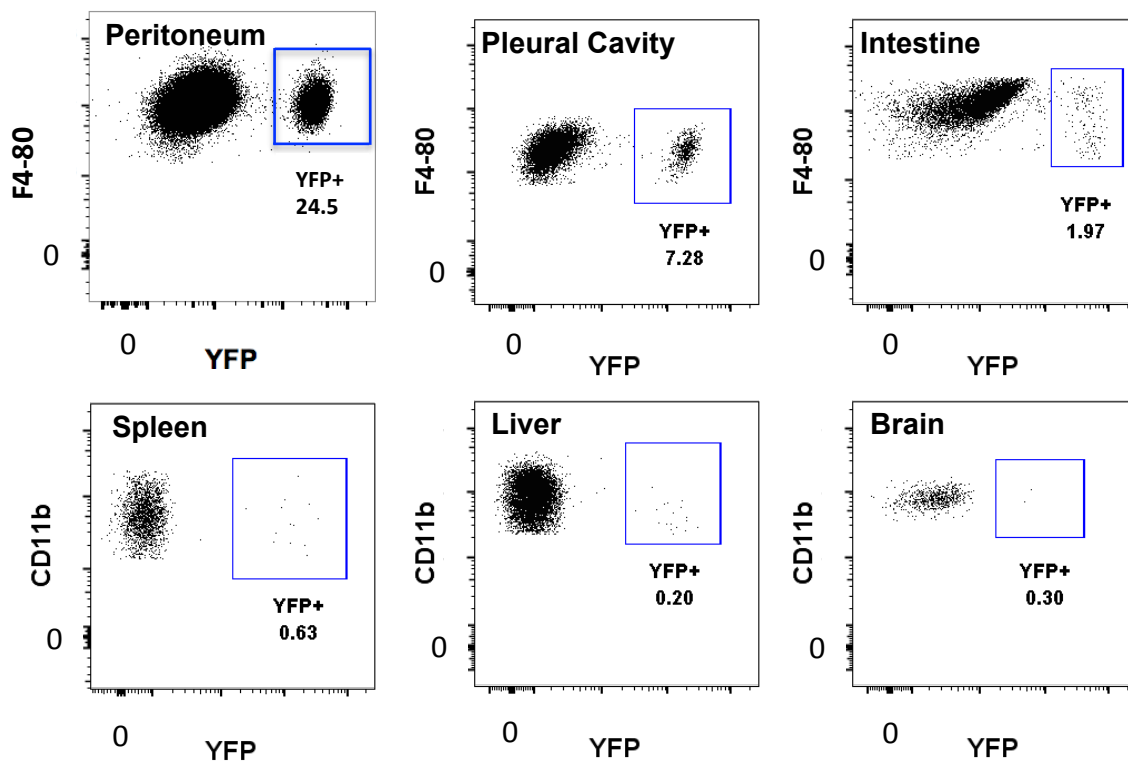 Peritoneum
F4-80
YFP+
24.5
0
0
YFP
Pleural Cavity
F4-80
YFP+
7.28
0
0
YFP
Intestine
F4-80
YFP+
1.97
0
0
YFP
Spleen
CD11b
YFP+
0.63
0
0
YFP
Liver
CD11b
YFP+
0.20
0
0
YFP
Brain
CD11b
YFP+
0.30
0
0
YFP